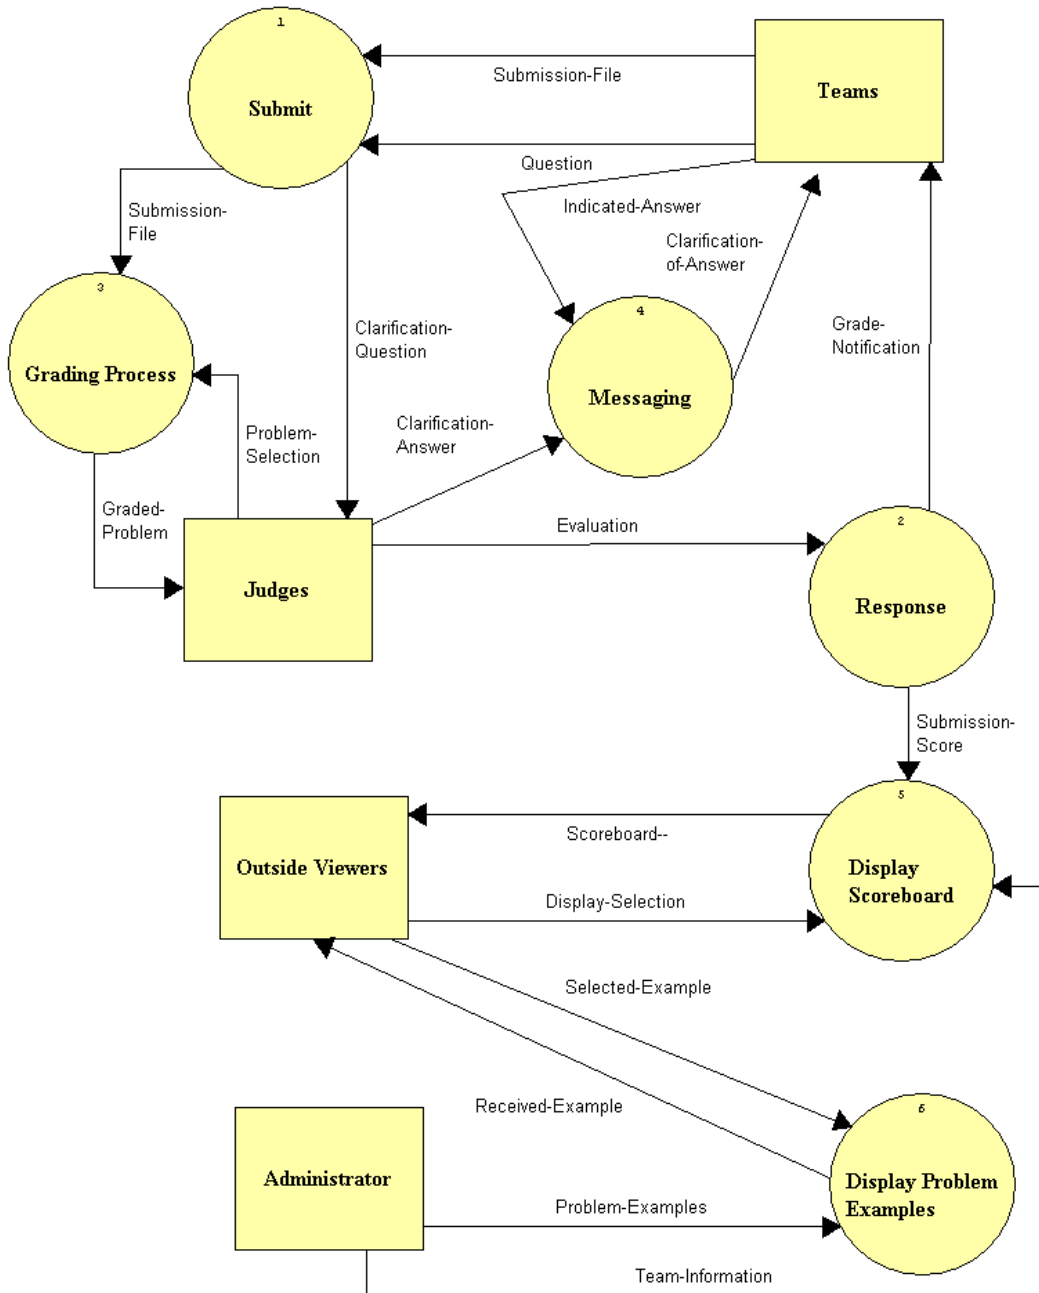 1
Submit
Teams
Submission-File
Question
Indicated-Answer
Submission-
File
Clarification-
of-Answer
3
Grading Process
4
Messaging
Clarification-
Question
Grade-
Notification
Problem-
Selection
Clarification-
Answer
Graded-
Problem
Judges
Evaluation
2
Response
Submission-
Score
Outside Viewers
Scoreboard--
Display-Selection
5
Display
Scoreboard
Selected-Example
Received-Example
Administrator
Problem-Examples
6
Display Problem
Examples
Team-Information